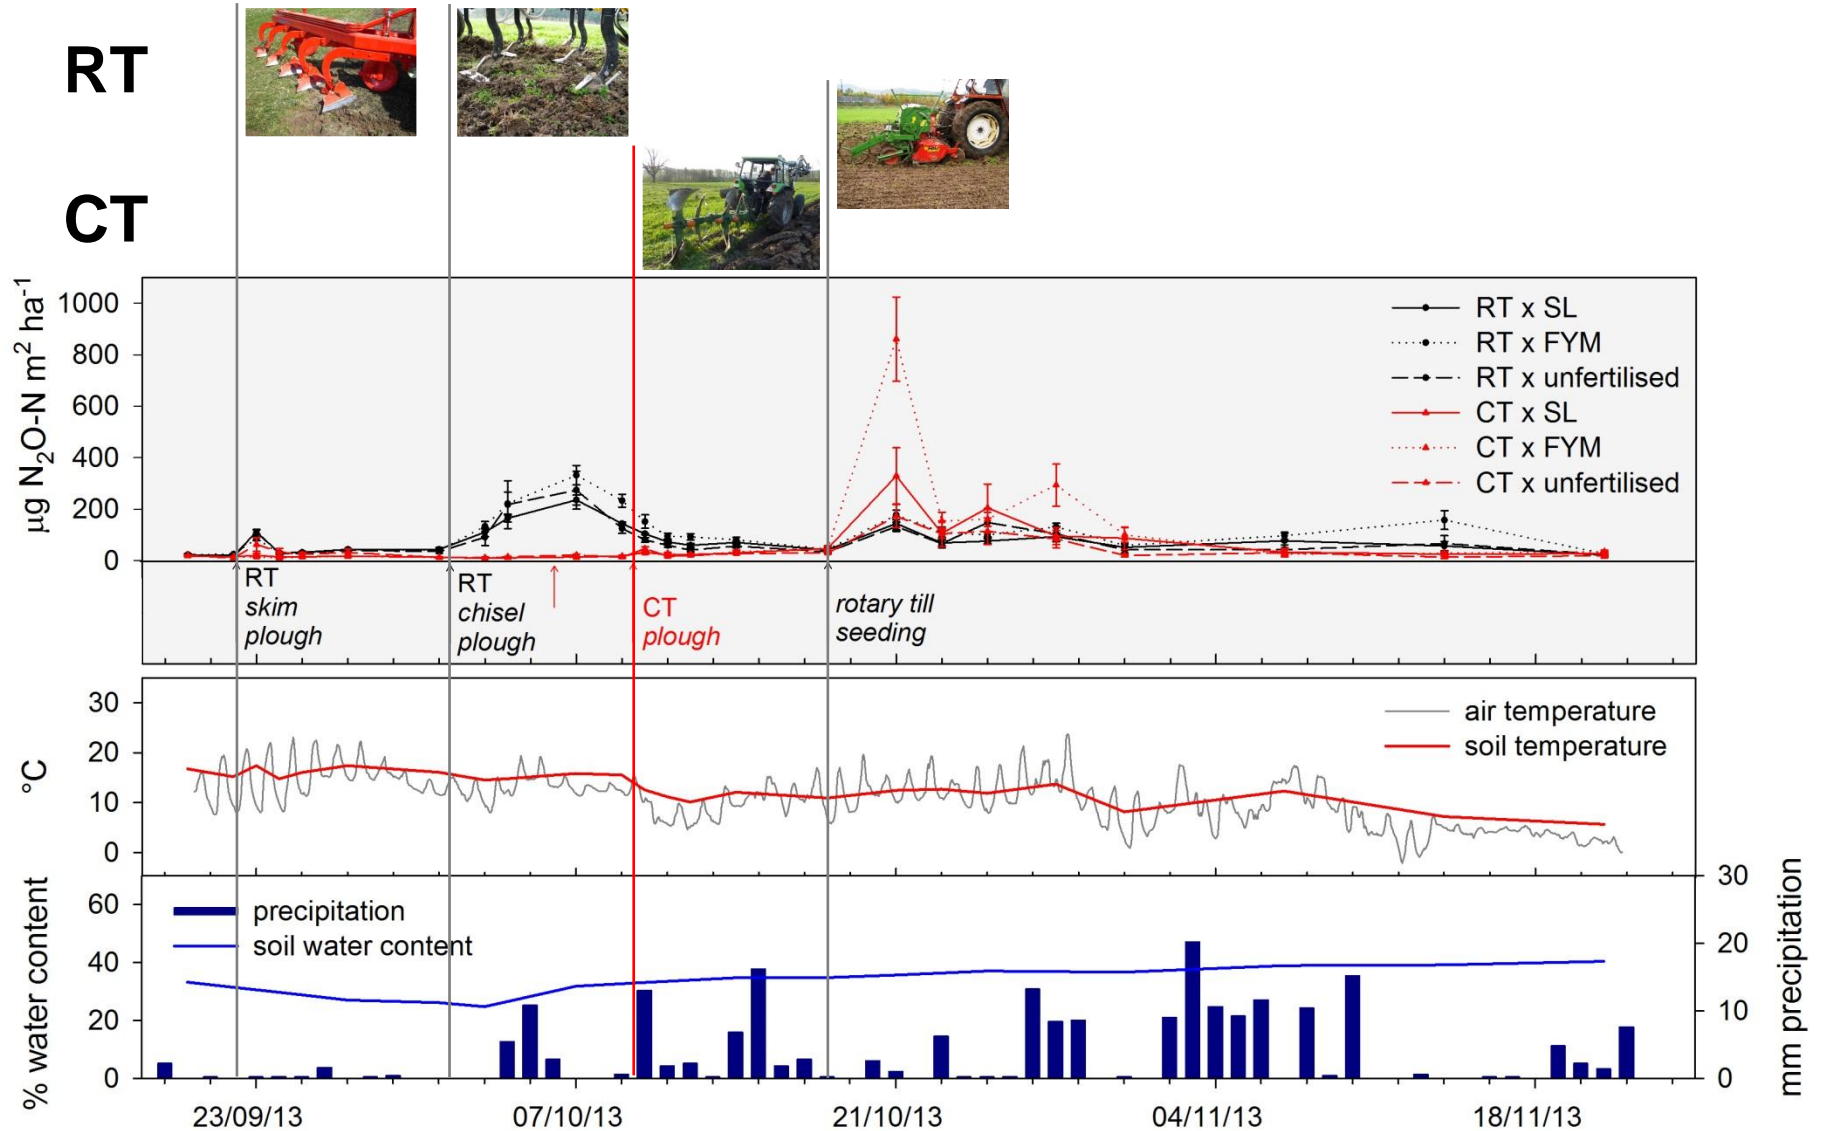 RT
CT
µg N2O-N m2 ha-1
1000
800
600
400
200
0
RT x SL
RT x FYM
RT x unfertilised
CT x SL
CT x FYM
CT x unfertilised
RT
skim
plough
RT
chisel
plough
CT
plough
rotary till
seeding
°C
30
20
10
0
air temperature
soil temperature
% water content
60
40
20
0
precipitation
soil water content
30
20
10
0
mm precipitation
23/09/13
07/10/13
21/10/13
04/11/13
18/11/13